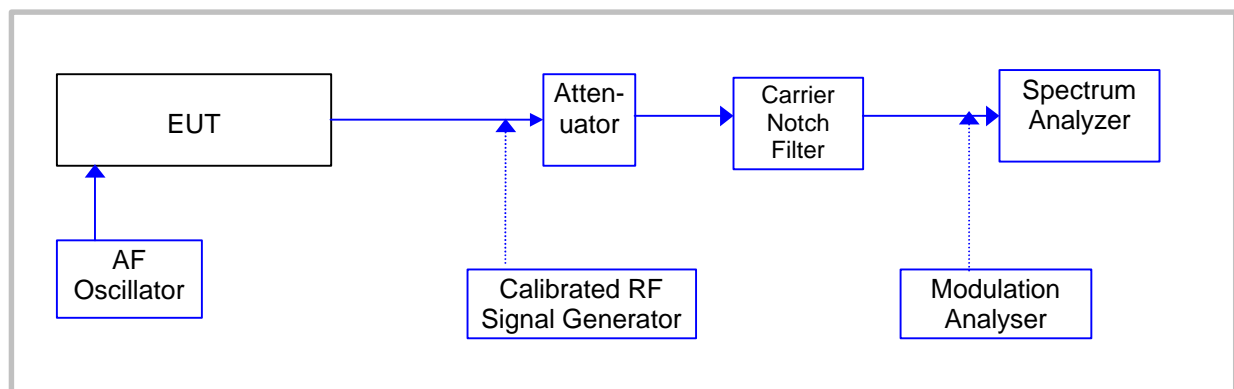 EUT
Atten-
uator
Carrier
Notch
Filter
Spectrum
Analyzer
AF
Oscillator
Calibrated RF
Signal Generator
Modulation
Analyser